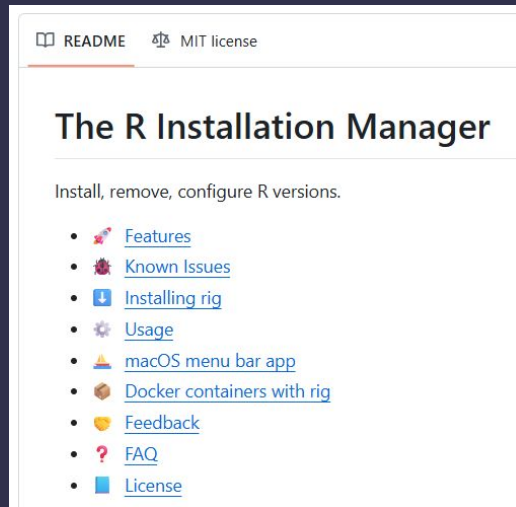 README MIT license
The R Installation Manager
Install, remove, configure R versions.
Features
Known Issues
Installing rig
Usage
macOS menu bar app
Docker containers with rig
Feedback
FAQ
License